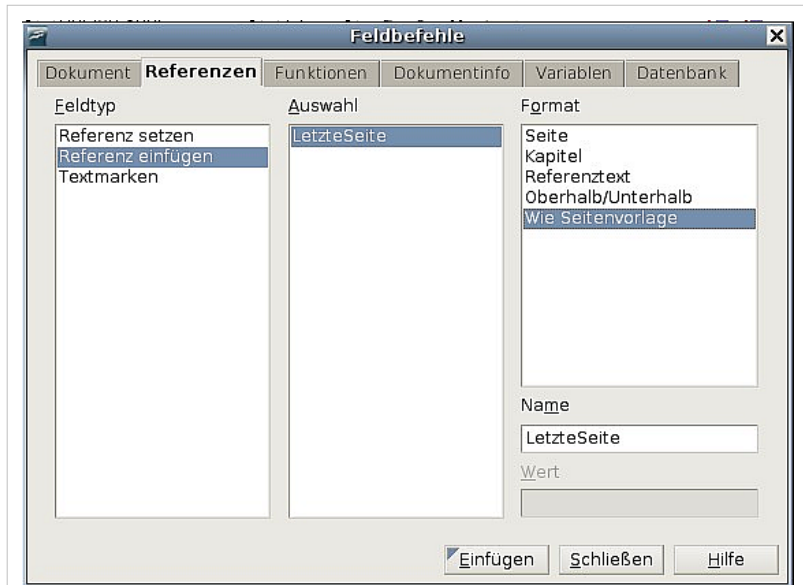 Feldbefehle
Dokument Referenzen Funktionen Dokumentinfo Variablen Datenbank
Feldtyp
Referenz setzen
Referenz einfügen
Textmarken
Auswahl
LetzteSeite
Format
Seite
Kapitel
Referenztext
Oberhalb/Unterhalb
Wie Seitenvorlage
Name
LetzteSeite
Wert
Einfügen Schließen Hilfe